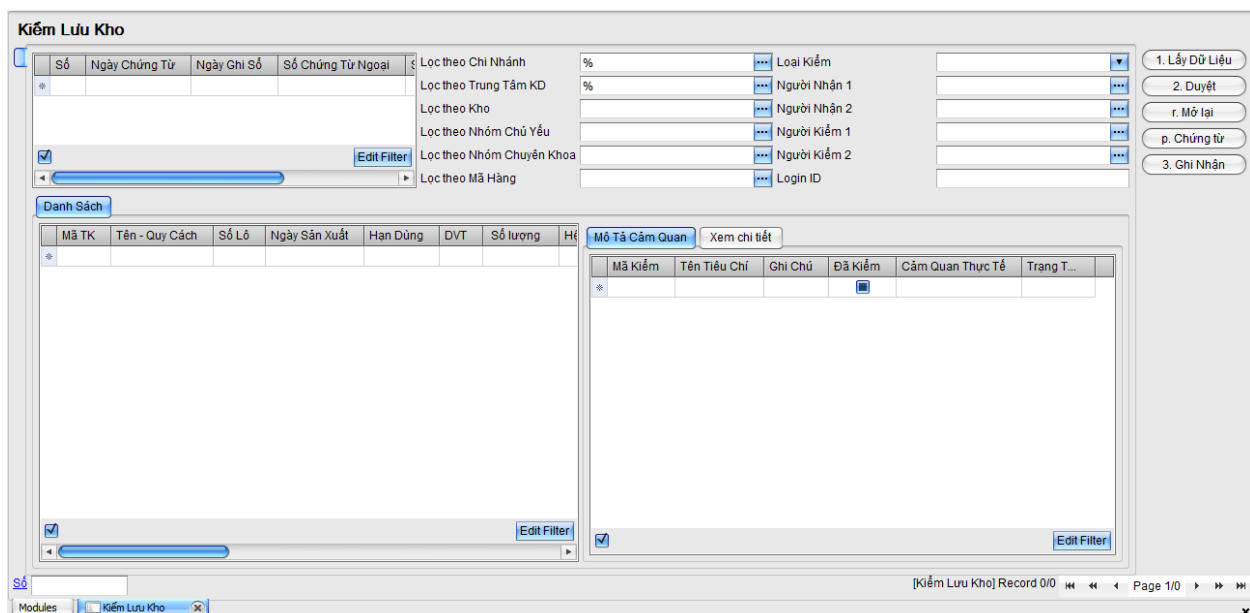 Kiểm Lưu Kho
Số Ngày Chứng Từ Ngày Ghi Sổ Số Chứng Từ Ngoại
Edit Filter
Lọc theo Chi Nhánh %
Lọc theo Trung Tâm KD %
Lọc theo Kho
Lọc theo Nhóm Chủ Yếu
Lọc theo Nhóm Chuyên Khoa
Lọc theo Mã Hàng
Loại Kiểm
Người Nhận 1
Người Nhận 2
Người Kiểm 1
Người Kiểm 2
Login ID
1. Lấy Dữ Liệu
2. Duyệt
r. Mở lại
p. Chứng từ
3. Ghi Nhận
Danh Sách
Mã TK Tên - Quy Cách Số Lô Ngày Sản Xuất Hạn Dùng DVT Số lượng
Edit Filter
Mô Tả Cảm Quan Xem chi tiết
Mã Kiểm Tên Tiêu Chí Ghi Chú Đã Kiểm Cảm Quan Thực Tế Trạng T...
Edit Filter
Số
[Kiểm Lưu Kho] Record 0/0 Page 1/0
Modules Kiểm Lưu Kho